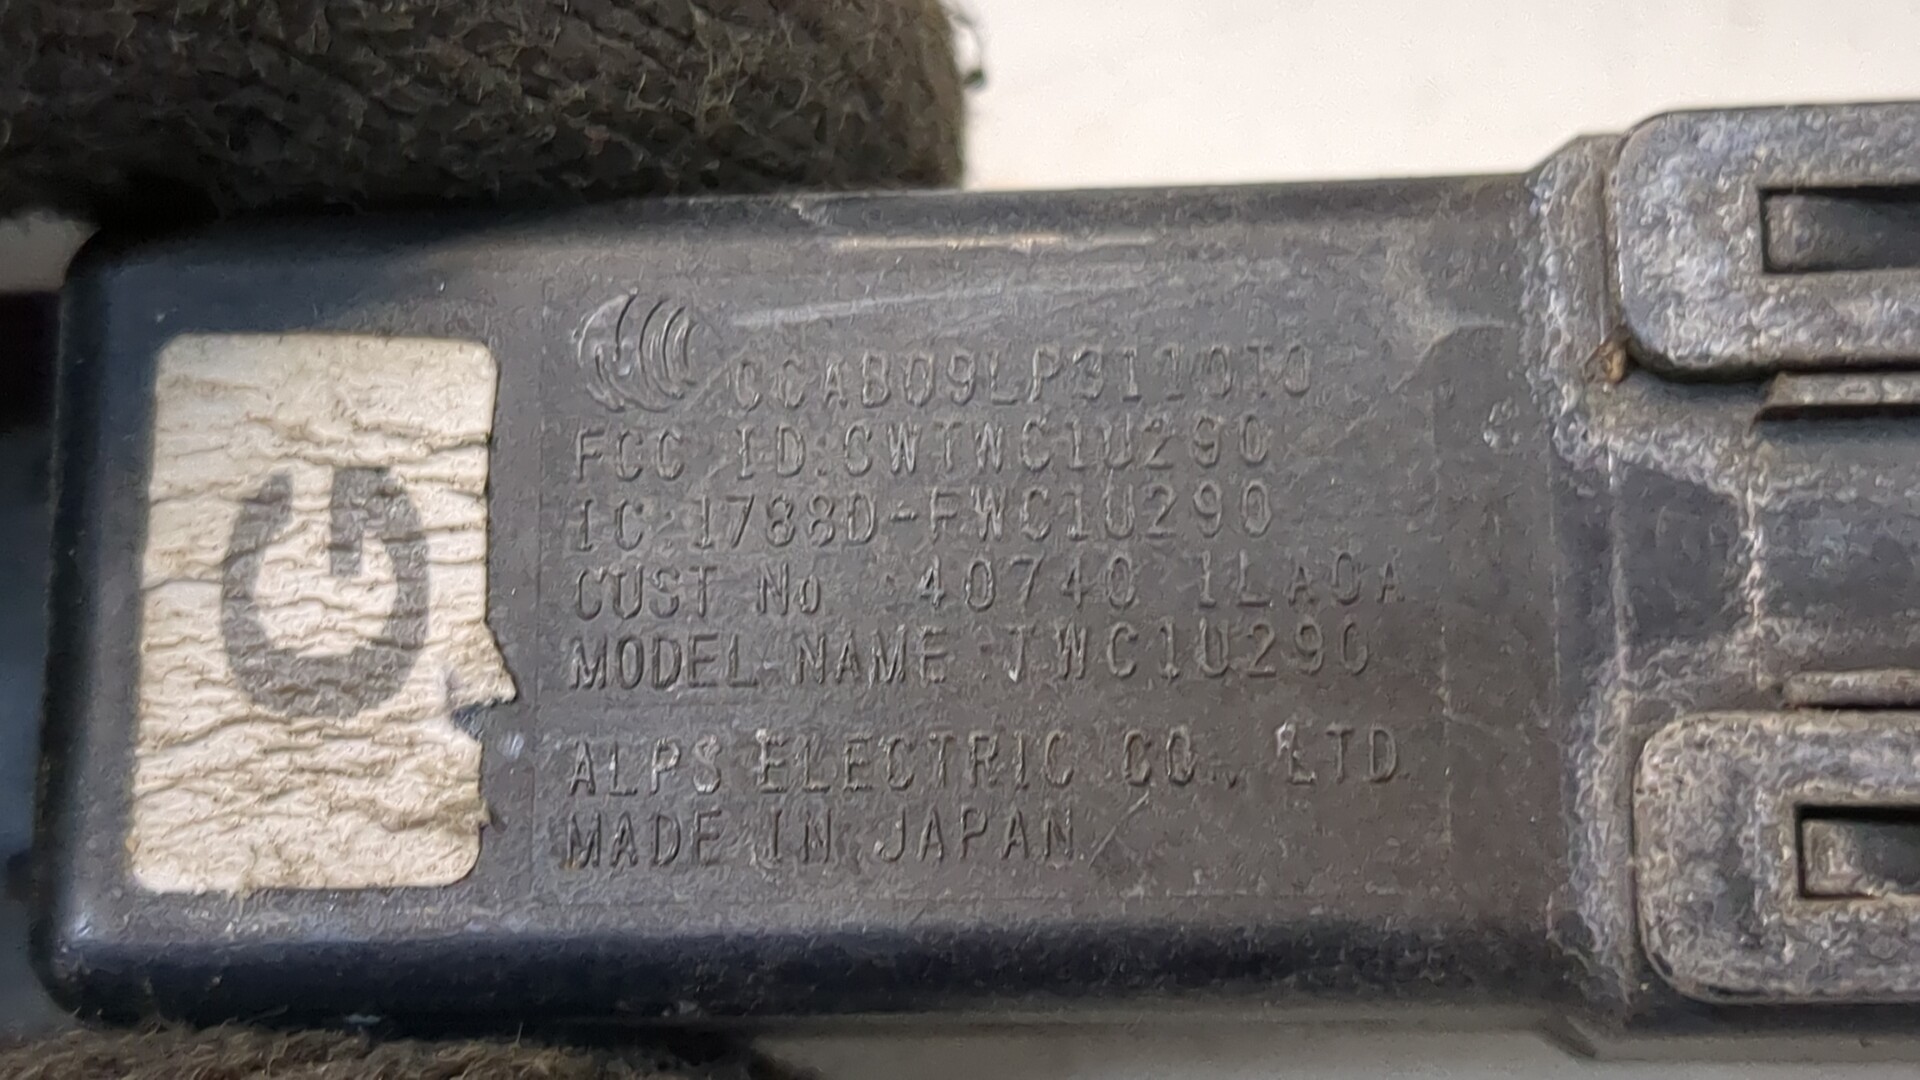 CCAB09LP3110T0
FCC ID:CWTWC1U290
IC:1788D-FWC1U290
CUST No :40740 1LA0A
MODEL NAME:TWC1U290
ALPS ELECTRIC CO., LTD.
MADE IN JAPAN
G